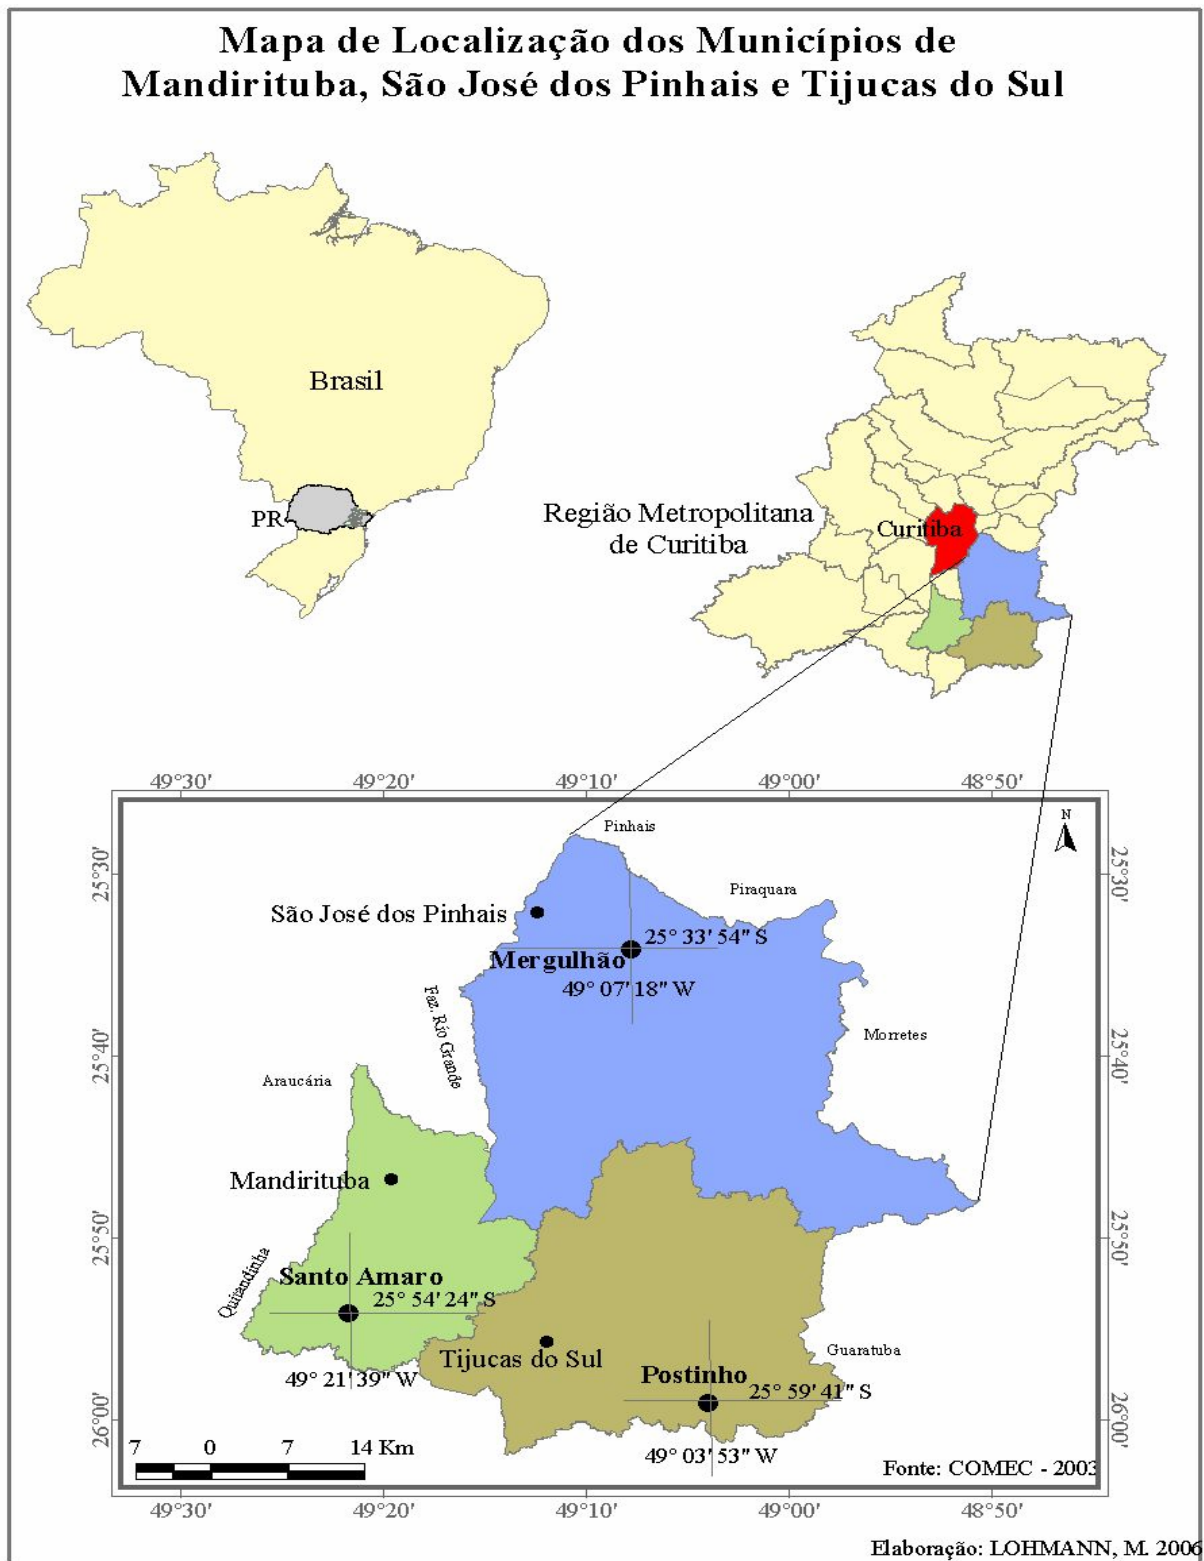 Mapa de Localização dos Municípios de
Mandirituba, São José dos Pinhais e Tijucas do Sul
Brasil
PR
Região Metropolitana
de Curitiba
Curitiba
49°30' 49°20' 49°10' 49°00' 48°50'
N
Pinhais
25°30' 25°30'
Piraquara
São José dos Pinhais
25° 33' 54" S
Mergulhão
49° 07' 18" W
Faz. Rio Grande
Morretes
25°40' 25°40'
Araucária
Mandirituba
25°50' 25°50'
Quitandinha
Santo Amaro
25° 54' 24" S
Tijucas do Sul
Guaratuba
49° 21' 39" W
Postinho
25° 59' 41" S
26°00' 26°00'
7 0 7 14 Km
49° 03' 53" W
Fonte: COMEC - 2003
49°30' 49°20' 49°10' 49°00' 48°50'
Elaboração: LOHMANN, M. 2006